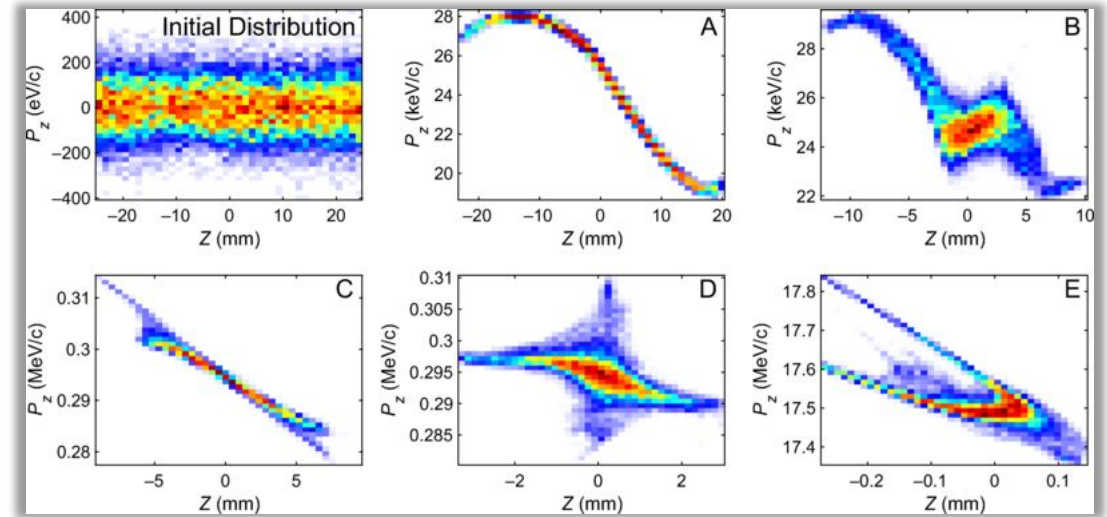 Initial Distribution
400
200
0
−200
−400
P_z (eV/c)
−20 −10 0 10 20
Z (mm)
A
28
26
24
22
20
P_z (keV/c)
−20 −10 0 10 20
Z (mm)
B
29
28
27
26
25
24
23
22
P_z (keV/c)
−10 −5 0 5 10
Z (mm)
C
0.31
0.3
0.29
0.28
P_z (MeV/c)
−5 0 5
Z (mm)
D
0.31
0.305
0.3
0.295
0.29
0.285
P_z (MeV/c)
−2 0 2
Z (mm)
E
17.8
17.7
17.6
17.5
17.4
P_z (MeV/c)
−0.2 −0.1 0 0.1
Z (mm)